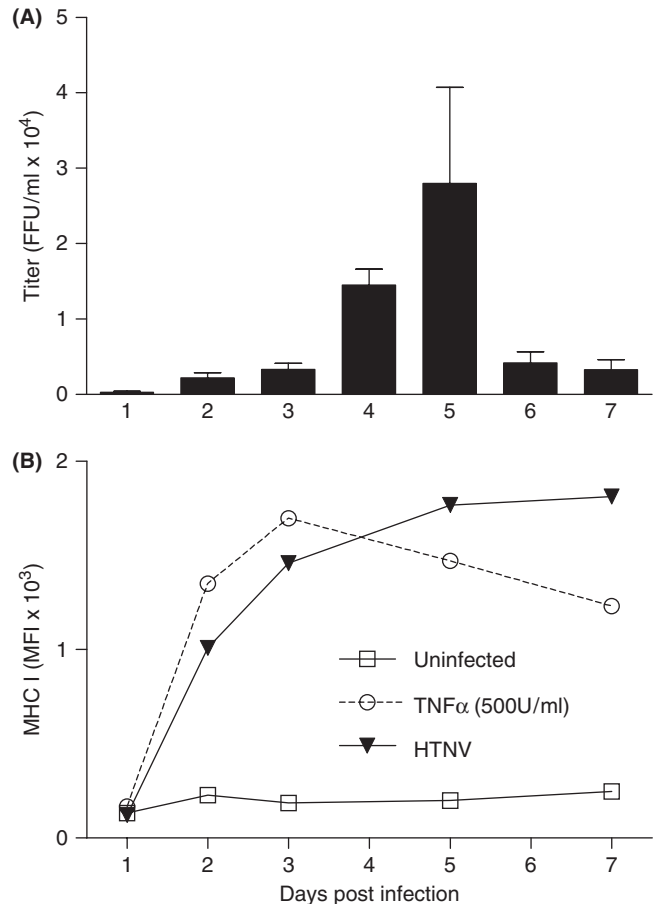 (A)
5
4
3
2
1
0
Titer (FFU/ml x 10⁴)
1 2 3 4 5 6 7
(B)
2
1
0
MHC I (MFI x 10³)
Uninfected
TNFα (500U/ml)
HTNV
1 2 3 4 5 6 7
Days post infection